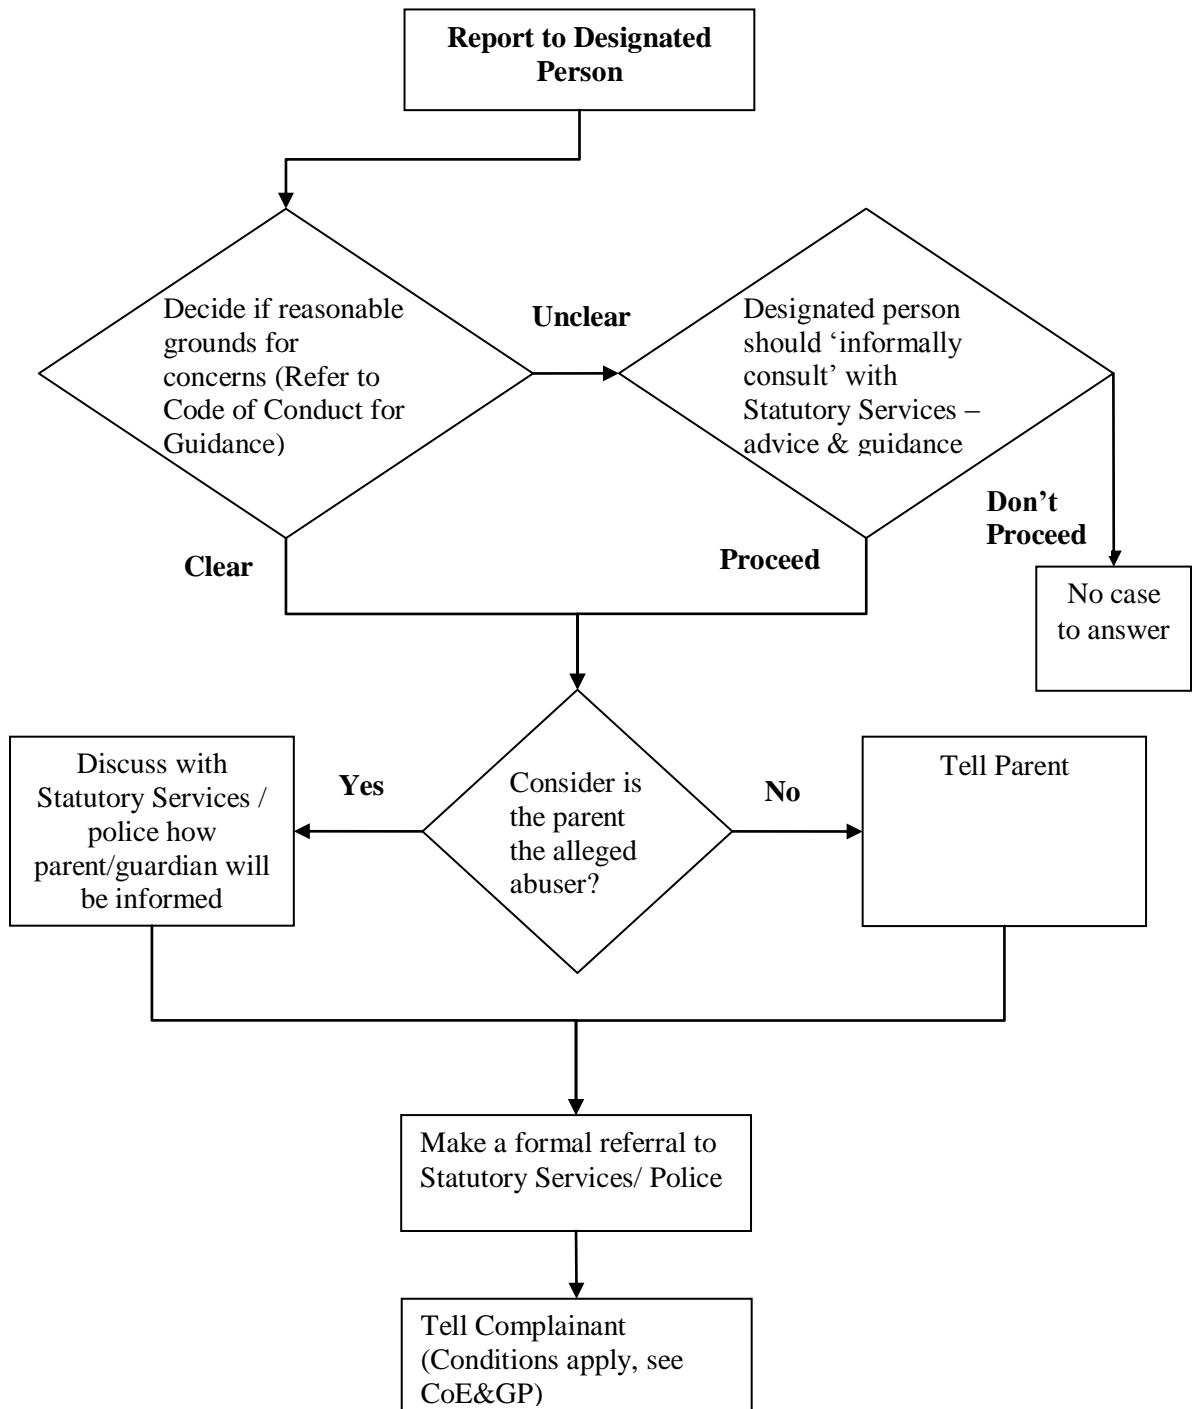 Report to Designated
Person
Decide if reasonable
grounds for
concerns (Refer to
Code of Conduct for
Guidance)
Unclear
Designated person
should ‘informally
consult’ with
Statutory Services –
advice & guidance
Don’t
Proceed
Clear
Proceed
No case
to answer
Discuss with
Statutory Services /
police how
parent/guardian will
be informed
Yes
Consider is
the parent
the alleged
abuser?
No
Tell Parent
Make a formal referral to
Statutory Services/ Police
Tell Complainant
(Conditions apply, see
CoE&GP)